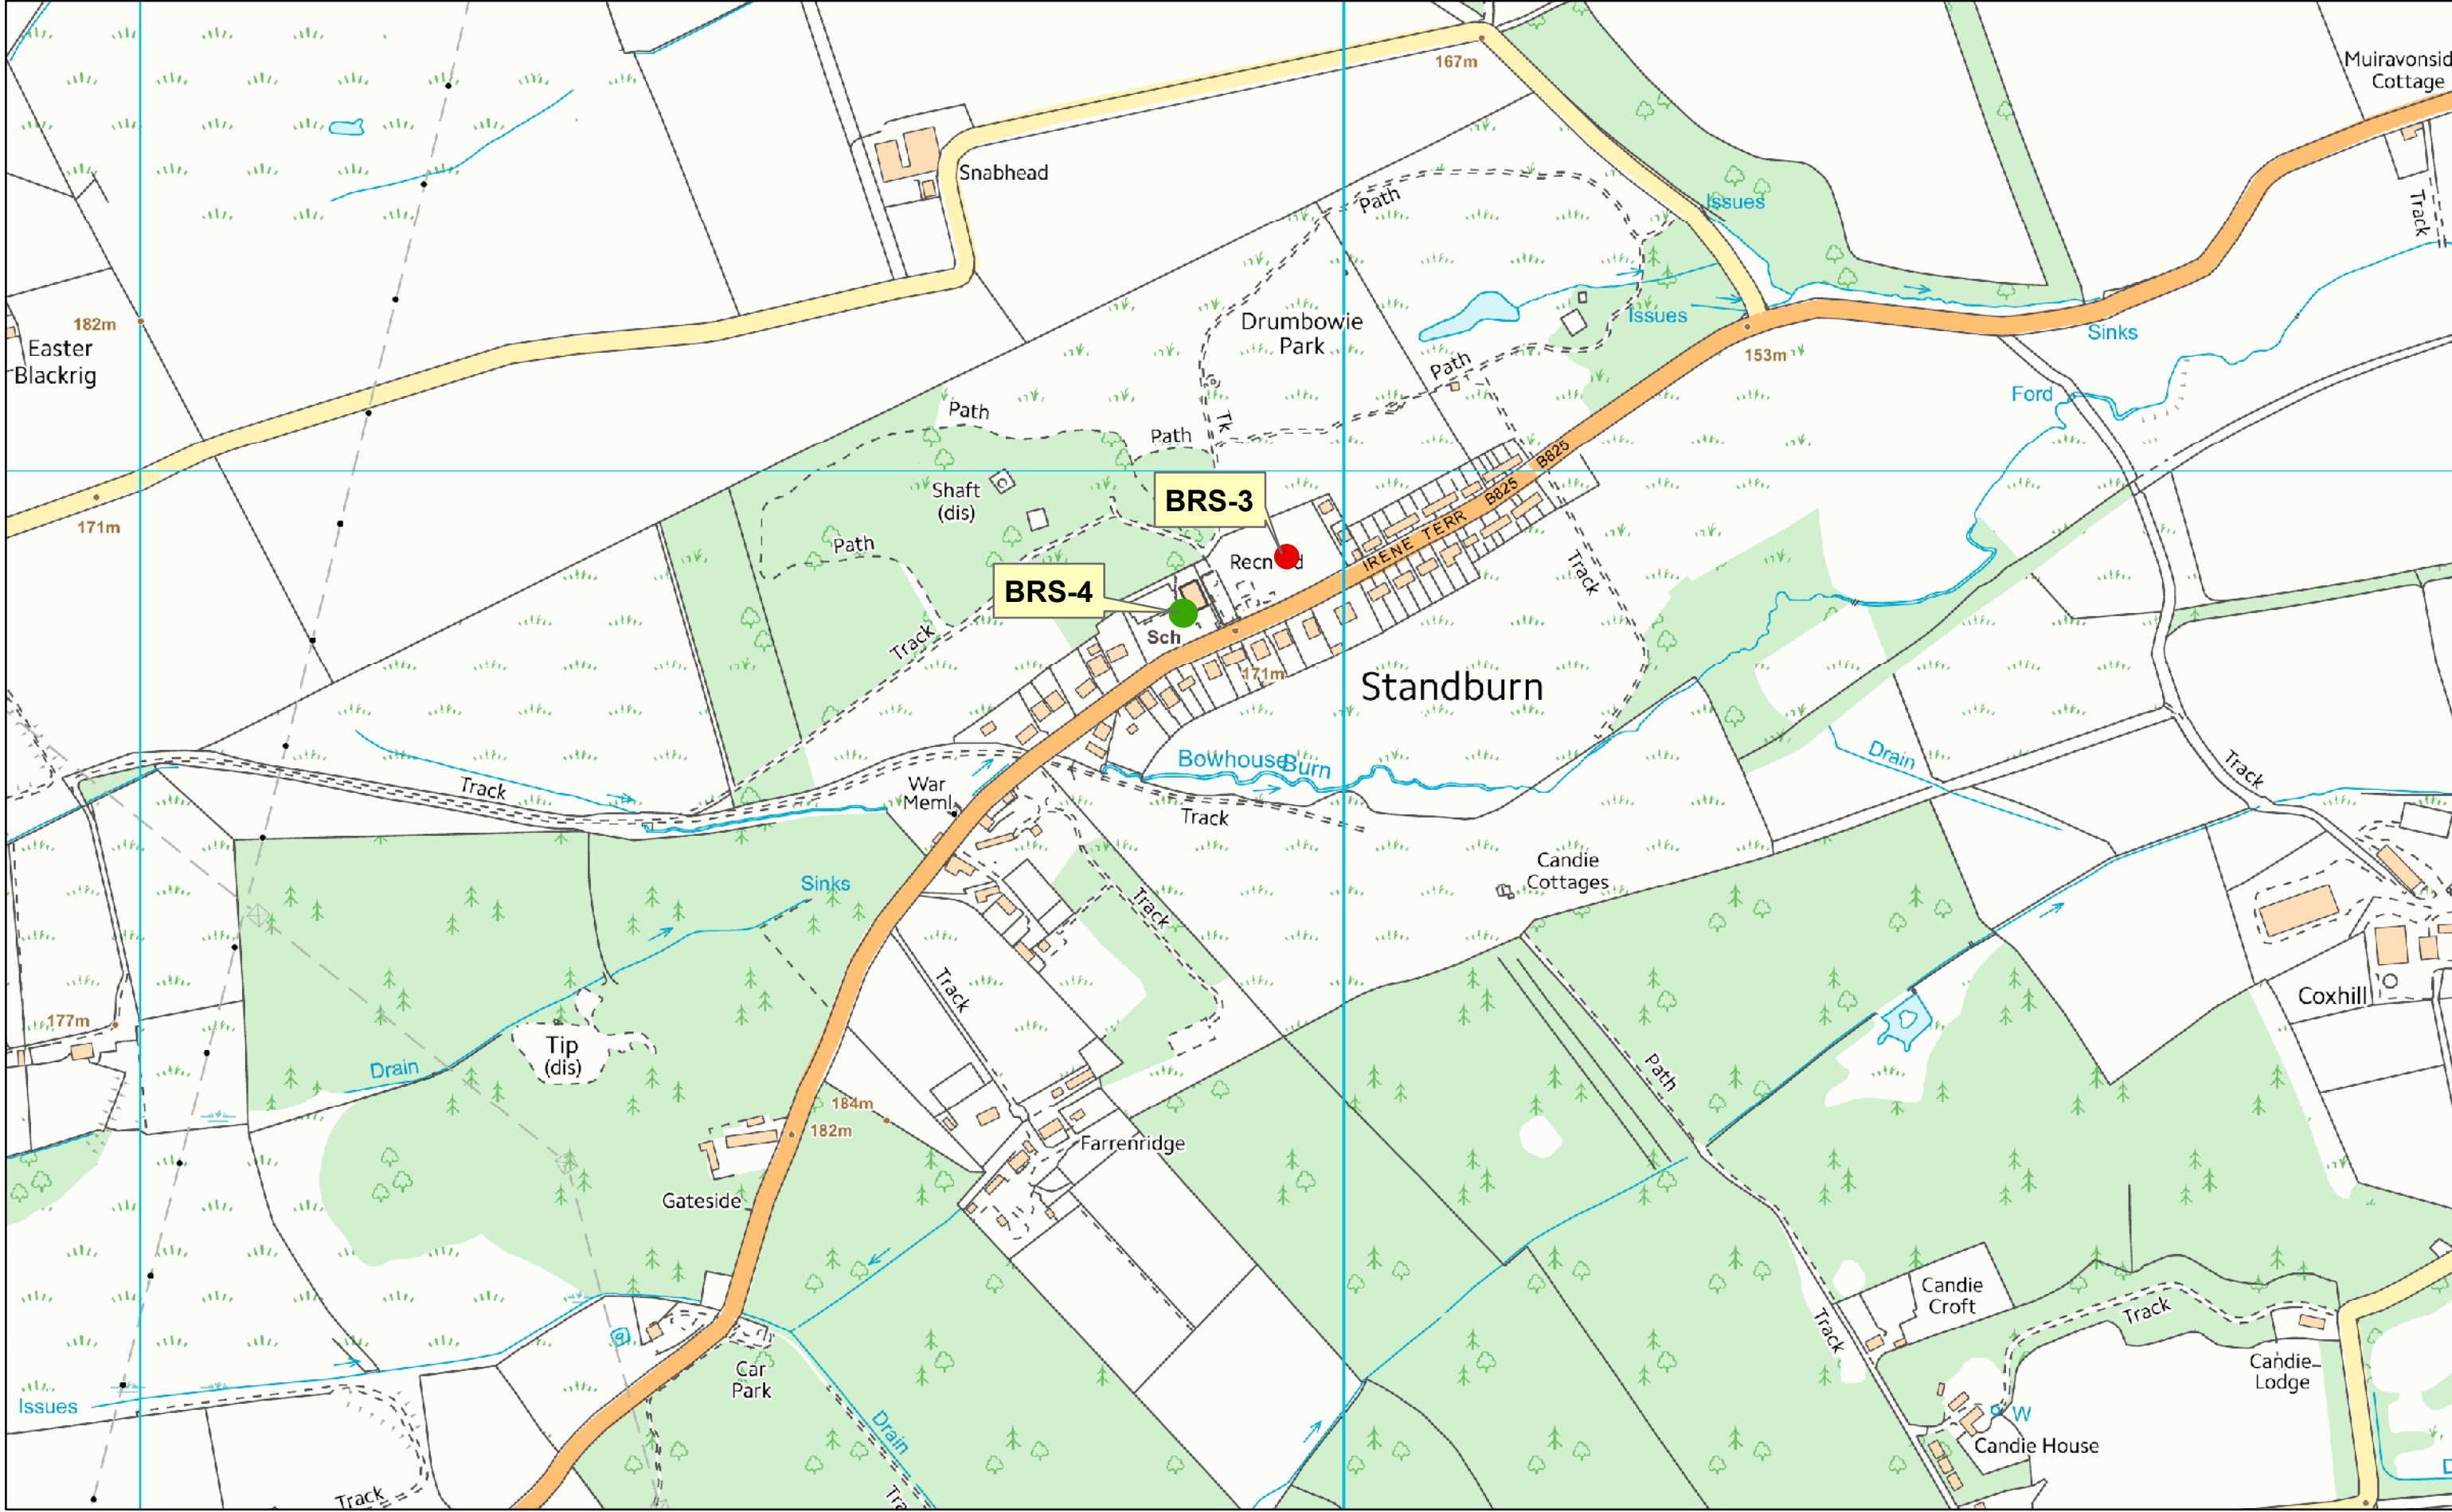 Muiravonsid
Cottage
167m
Snabhead
Path
Issues
Track
182m
Easter
Blackrig
Drumbowie
Park
Issues
Sinks
153m
Path
Ford
Path
Tk
Path
B825
171m
Shaft
(dis)
BRS-3
B825
IRENE TERR
Path
Recn
d
Track
BRS-4
Sch
Track
171m
Standburn
Drain
Bowhouse Burn
Track
War
Meml
Track
Track
Candie
Cottages
Sinks
Track
Track
Coxhill
177m
Tip
(dis)
Drain
Path
184m
182m
Farrenridge
Gateside
Candie
Croft
Track
Track
Car
Park
Candie
Lodge
Issues
Drain
W
Candie House
Track
Tra
D